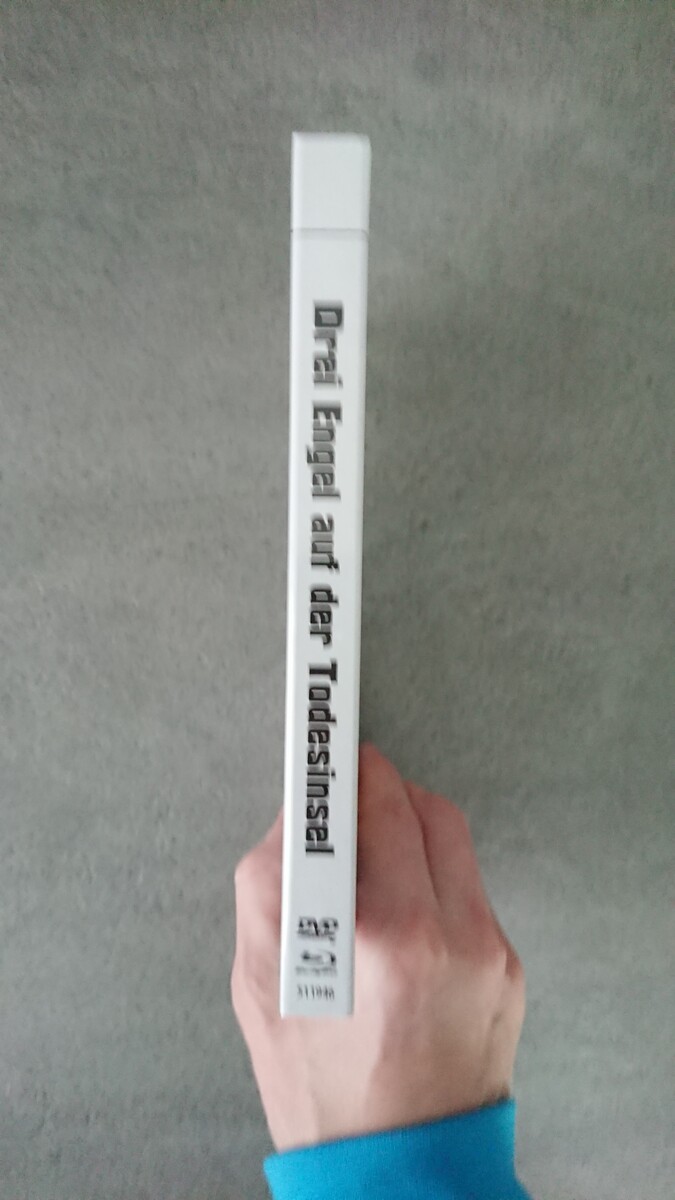 Drei Engel auf der Todesinsel